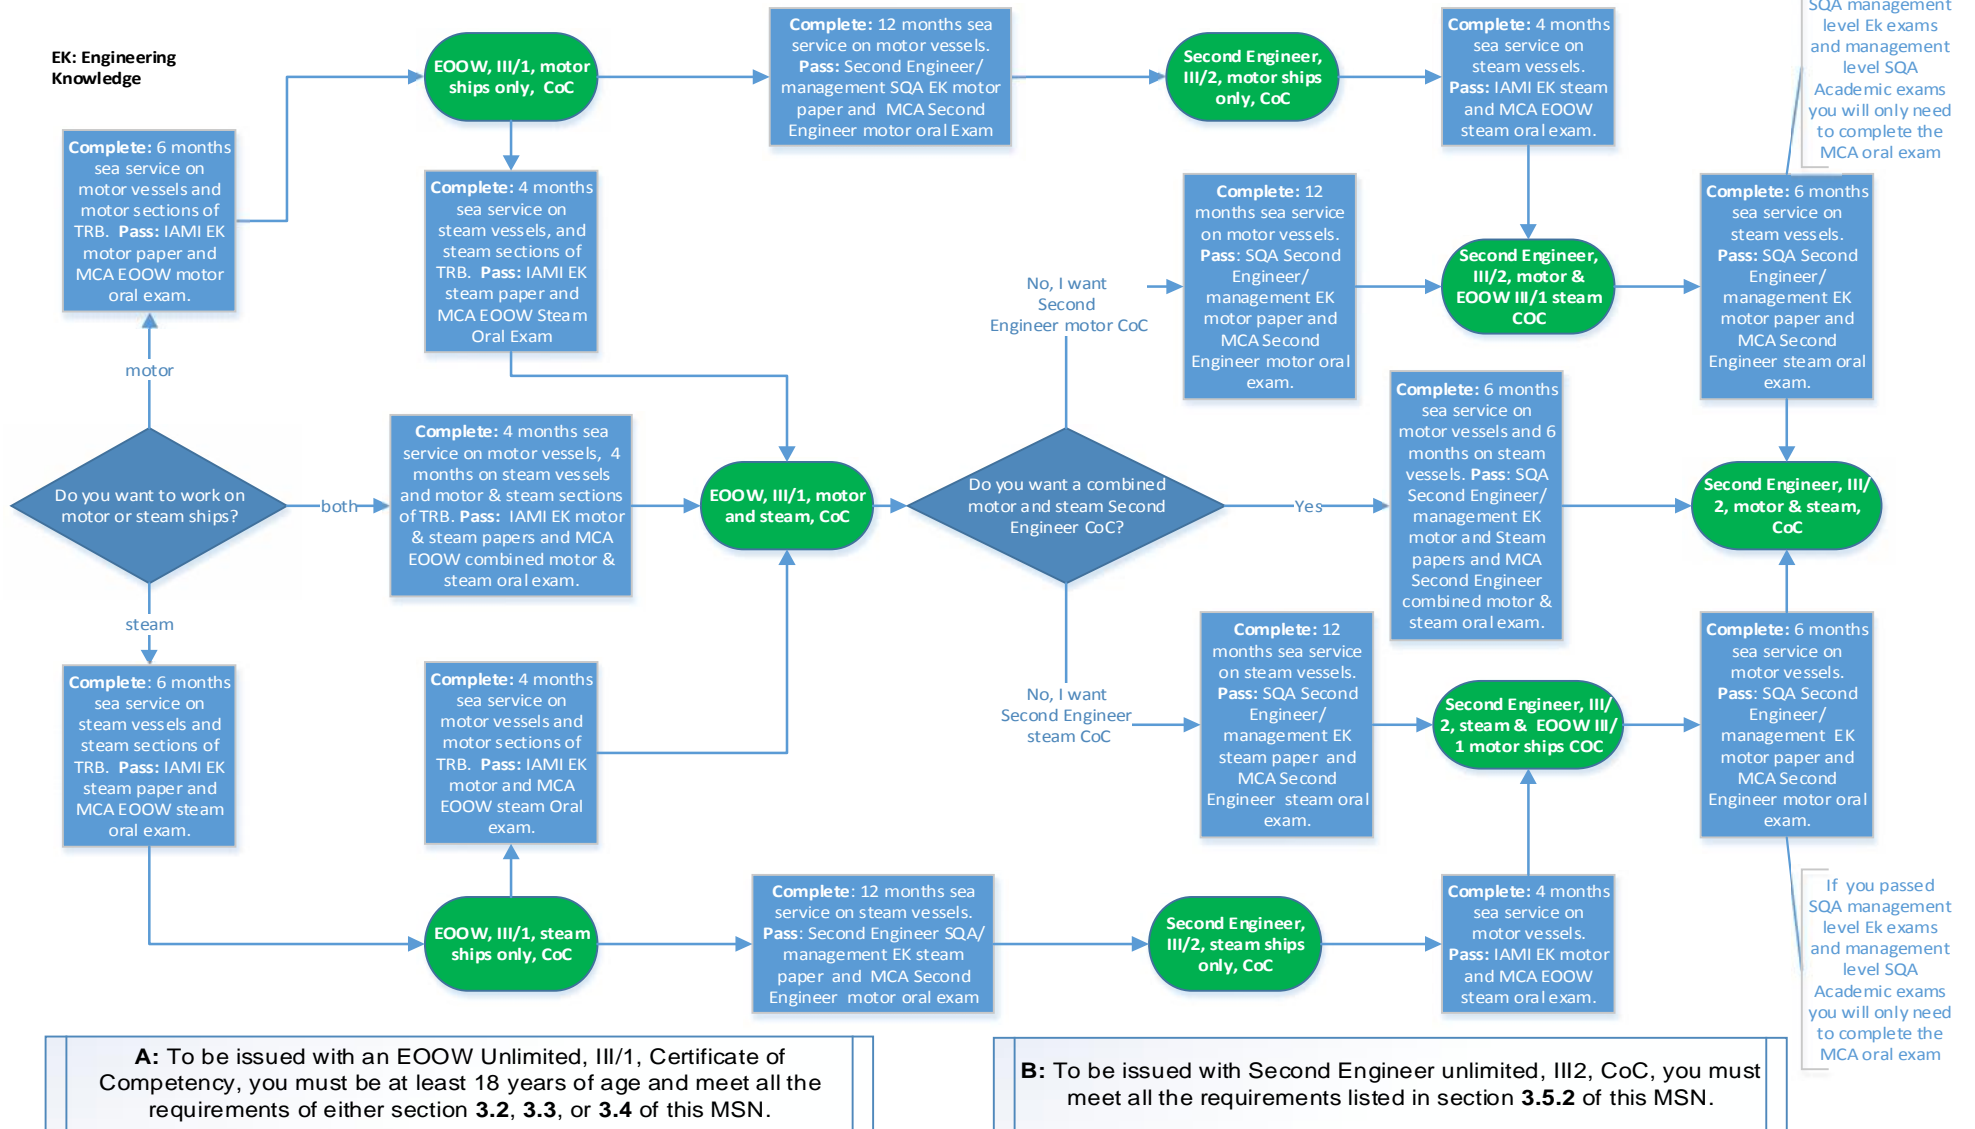 EK: Engineering
Knowledge
EOOW, III/1, motor
ships only, CoC
Complete: 12 months sea
service on motor vessels.
Pass: Second Engineer/
management SQA EK motor
paper and MCA Second
Engineer motor oral Exam
Second Engineer,
III/2, motor ships
only, CoC
Complete: 4 months
sea service on
steam vessels.
Pass: IAMI EK steam
and MCA EOOW
steam oral exam.
SQA management
level Ek exams
and management
level SQA
Academic exams
you will only need
to complete the
MCA oral exam
Complete: 6 months
sea service on
motor vessels and
motor sections of
TRB. Pass: IAMI EK
motor paper and
MCA EOOW motor
oral exam.
Complete: 4 months
sea service on
steam vessels, and
steam sections of
TRB. Pass: IAMI EK
steam paper and
MCA EOOW Steam
Oral Exam
No, I want
Second
Engineer motor CoC
Complete: 12
months sea service
on motor vessels.
Pass: SQA Second
Engineer/
management EK
motor paper and
MCA Second
Engineer motor oral
exam.
Second Engineer,
III/2, motor &
EOOW III/1 steam
COC
Complete: 6 months
sea service on
steam vessels.
Pass: SQA Second
Engineer/
management EK
motor paper and
MCA Second
Engineer steam oral
exam.
motor
Do you want to work on
motor or steam ships?
both
Complete: 4 months sea
service on motor vessels, 4
months on steam vessels
and motor & steam sections
of TRB. Pass: IAMI EK motor
& steam papers and MCA
EOOW combined motor &
steam oral exam.
EOOW, III/1, motor
and steam, CoC
Do you want a combined
motor and steam Second
Engineer CoC?
Yes
Complete: 6 months
sea service on
motor vessels and 6
months on steam
vessels. Pass: SQA
Second Engineer/
management EK
motor and Steam
papers and MCA
Second Engineer
combined motor &
steam oral exam.
Second Engineer, III/
2, motor & steam,
CoC
steam
Complete: 6 months
sea service on
steam vessels and
steam sections of
TRB. Pass: IAMI EK
steam paper and
MCA EOOW steam
oral exam.
Complete: 4 months
sea service on
motor vessels and
motor sections of
TRB. Pass: IAMI EK
motor and MCA
EOOW steam Oral
exam.
No, I want
Second Engineer
steam CoC
Complete: 12
months sea service
on steam vessels.
Pass: SQA Second
Engineer/
management EK
steam paper and
MCA Second
Engineer steam oral
exam.
Second Engineer, III/
2, steam & EOOW III/
1 motor ships COC
Complete: 6 months
sea service on
motor vessels.
Pass: SQA Second
Engineer/
management EK
motor paper and
MCA Second
Engineer motor oral
exam.
EOOW, III/1, steam
ships only, CoC
Complete: 12 months sea
service on steam vessels.
Pass: Second Engineer SQA/
management EK steam
paper and MCA Second
Engineer motor oral exam
Second Engineer,
III/2, steam ships
only, CoC
Complete: 4 months
sea service on
motor vessels.
Pass: IAMI EK motor
and MCA EOOW
steam oral exam.
If you passed
SQA management
level Ek exams
and management
level SQA
Academic exams
you will only need
to complete the
MCA oral exam
A: To be issued with an EOOW Unlimited, III/1, Certificate of
Competency, you must be at least 18 years of age and meet all the
requirements of either section 3.2, 3.3, or 3.4 of this MSN.
B: To be issued with Second Engineer unlimited, III2, CoC, you must
meet all the requirements listed in section 3.5.2 of this MSN.